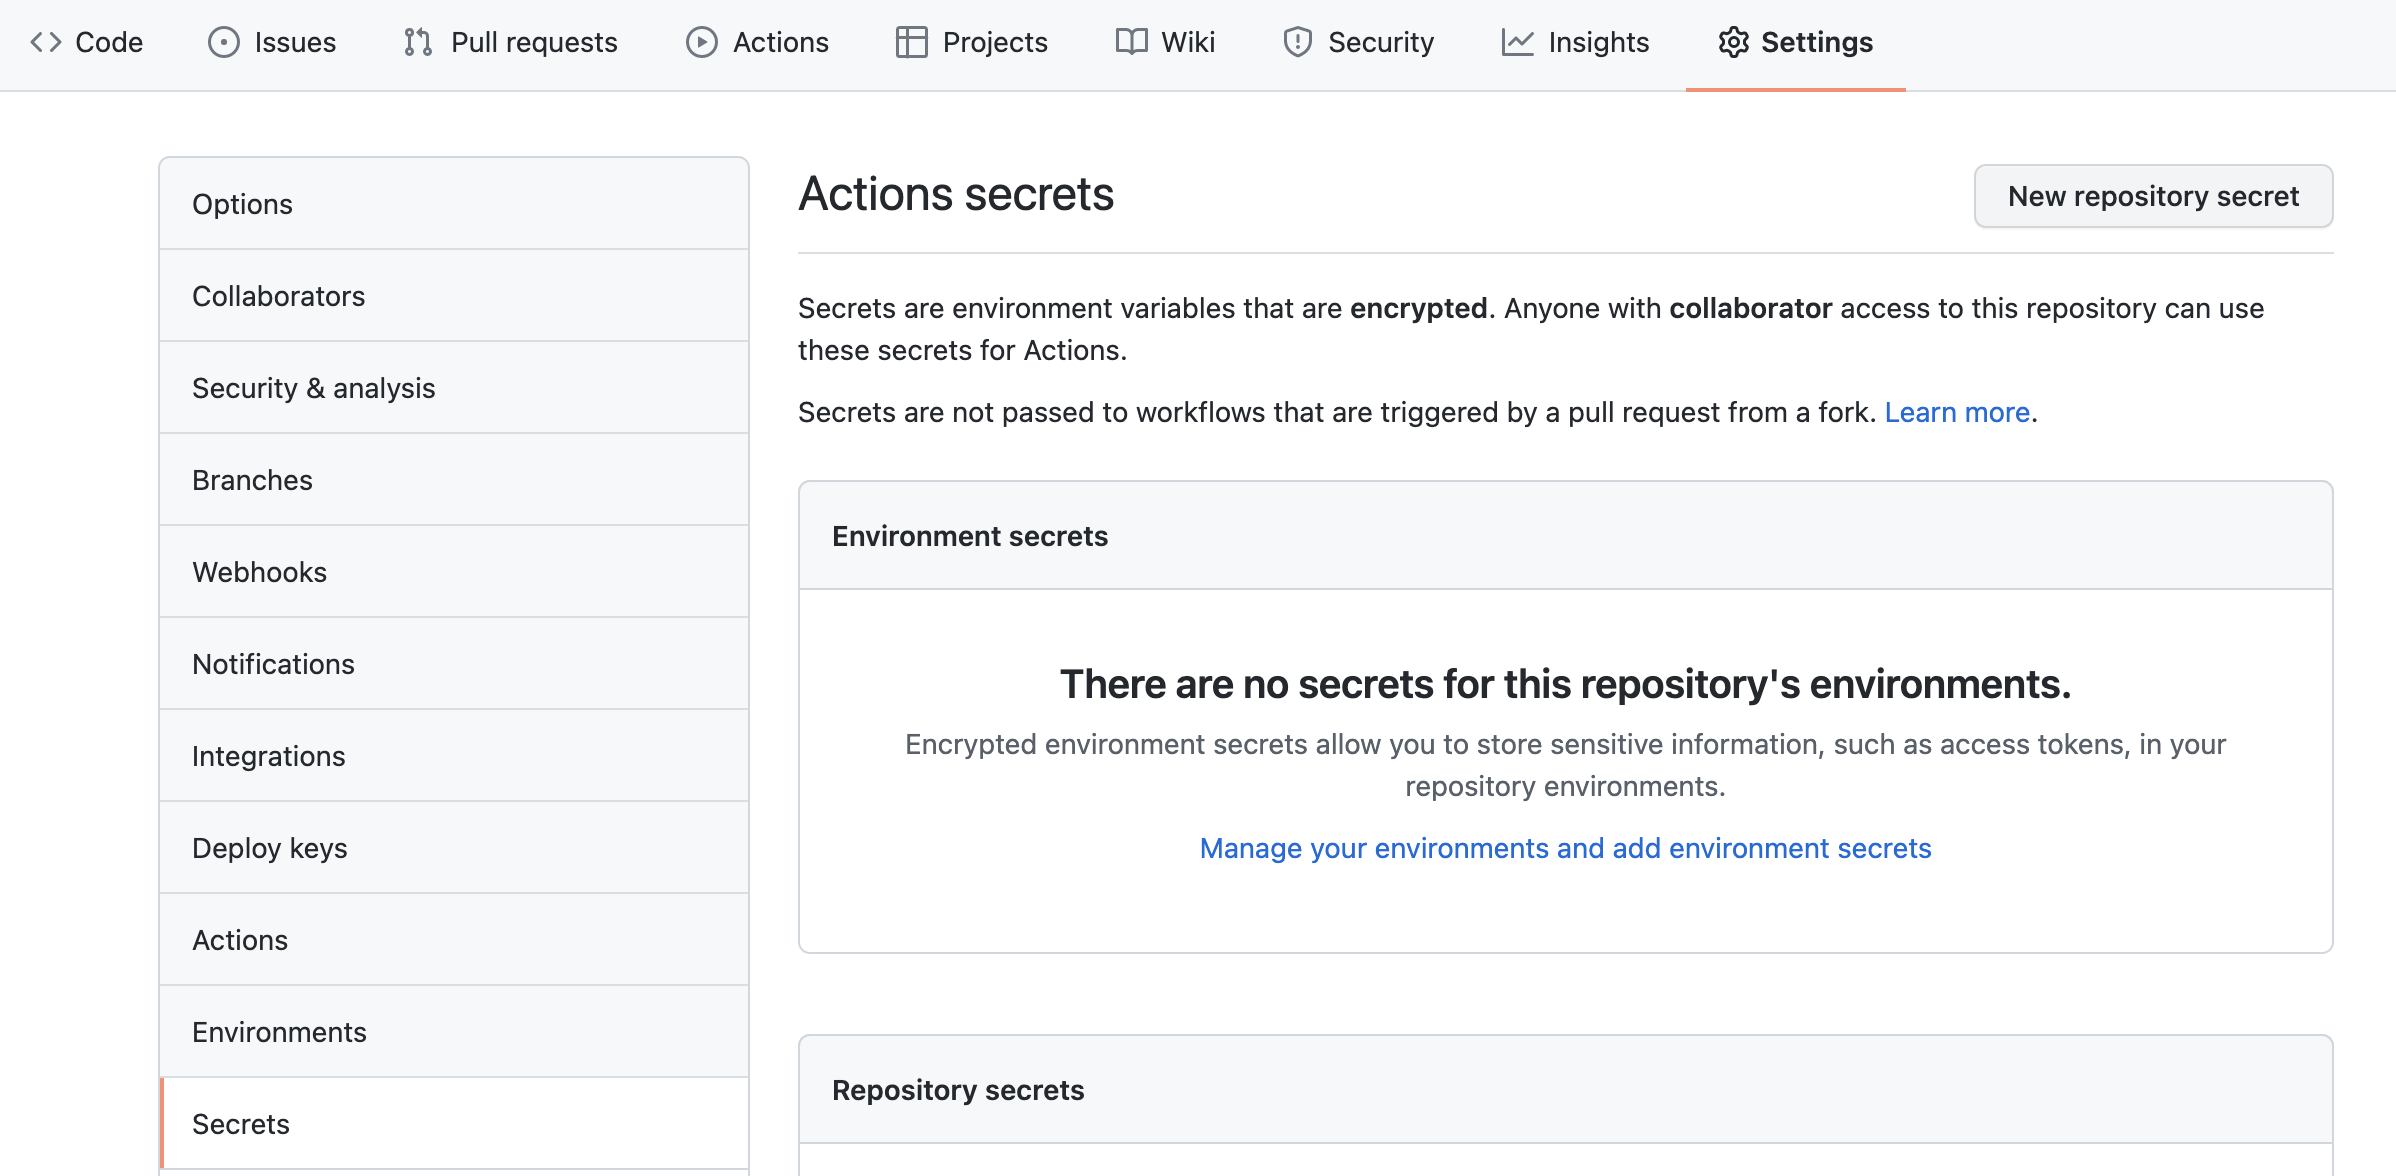 Code Issues Pull requests Actions Projects Wiki Security Insights Settings
Options
Collaborators
Security & analysis
Branches
Webhooks
Notifications
Integrations
Deploy keys
Actions
Environments
Secrets
Actions secrets
New repository secret
Secrets are environment variables that are encrypted. Anyone with collaborator access to this repository can use
these secrets for Actions.
Secrets are not passed to workflows that are triggered by a pull request from a fork. Learn more.
Environment secrets
There are no secrets for this repository's environments.
Encrypted environment secrets allow you to store sensitive information, such as access tokens, in your
repository environments.
Manage your environments and add environment secrets
Repository secrets